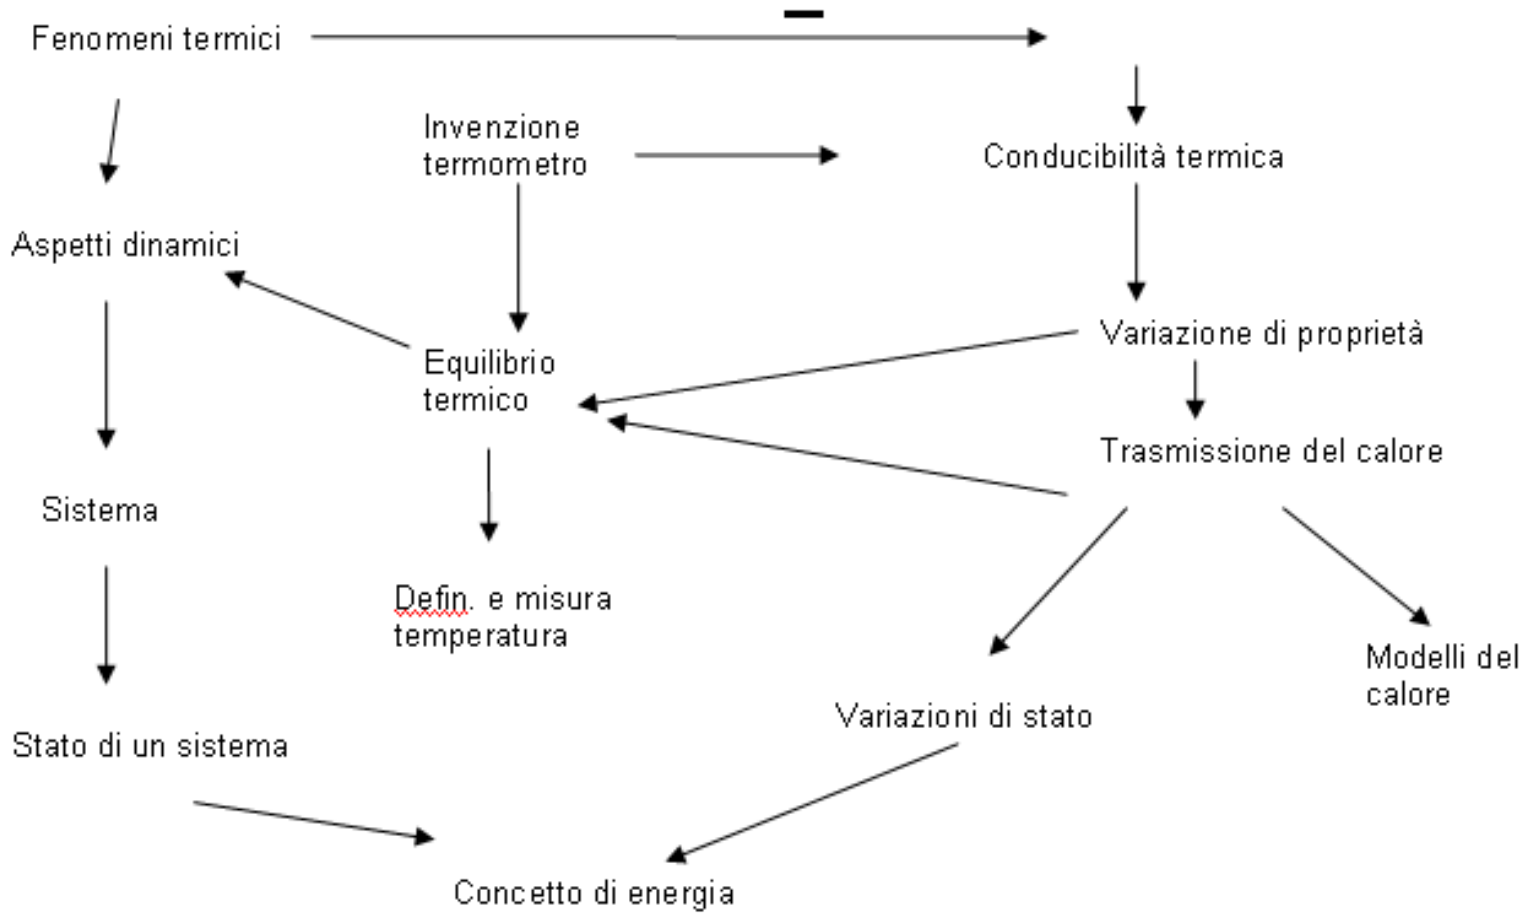 Fenomeni termici
Invenzione
termometro
Conducibilità termica
Aspetti dinamici
Variazione di proprietà
Equilibrio
termico
Trasmissione del calore
Sistema
Defin. e misura
temperatura
Modelli del
calore
Variazioni di stato
Stato di un sistema
Concetto di energia